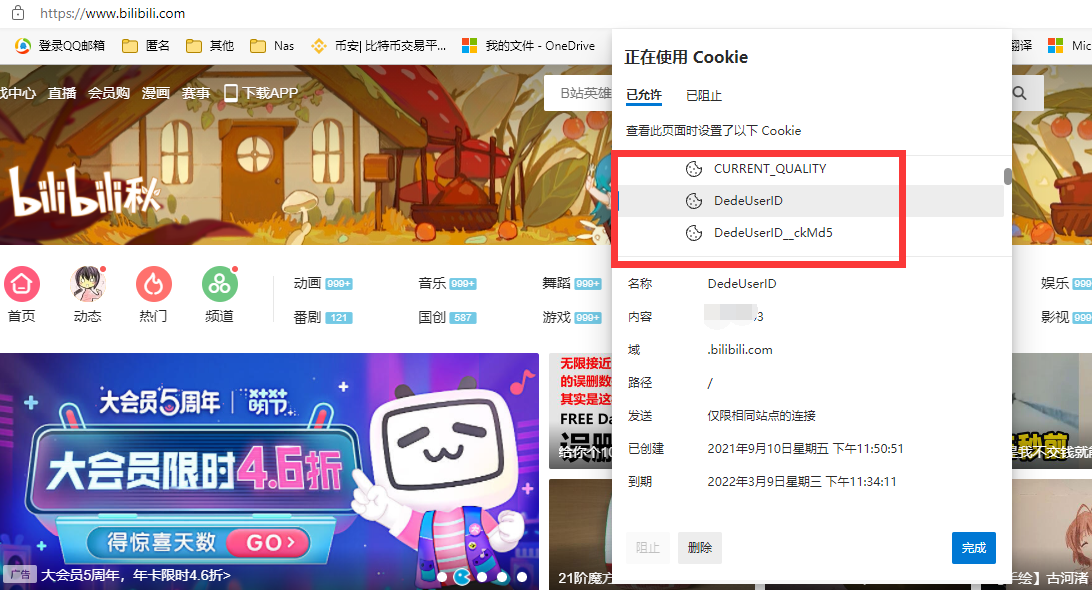 https://www.bilibili.com
登录QQ邮箱 匿名 其他 Nas 币安| 比特币交易平... 我的文件 - OneDrive 翻译 Mic
戏中心 直播 会员购 漫画 赛事 下载APP
B站英雄
bilibili秋
首页 动态 热门 频道
动画 999+ 音乐 999+ 舞蹈 999+ 娱乐 999
番剧 121 国创 587 游戏 999+ 影视 999
大会员5周年 | 萌节
大会员限时4.6折
得惊喜天数 GO>
广告 大会员5周年，年卡限时4.6折>
无限接近
的误删数
其实是这
FREE Da
误删
给你个10
21阶魔方
正在使用 Cookie
已允许 已阻止
查看此页面时设置了以下 Cookie
CURRENT_QUALITY
DedeUserID
DedeUserID__ckMd5
名称 DedeUserID
内容 3
域 .bilibili.com
路径 /
发送 仅限相同站点的连接
已创建 2021年9月10日星期五 下午11:50:51
到期 2022年3月9日星期三 下午11:34:11
阻止 删除 完成
是我不交钱就
手绘】古河渚